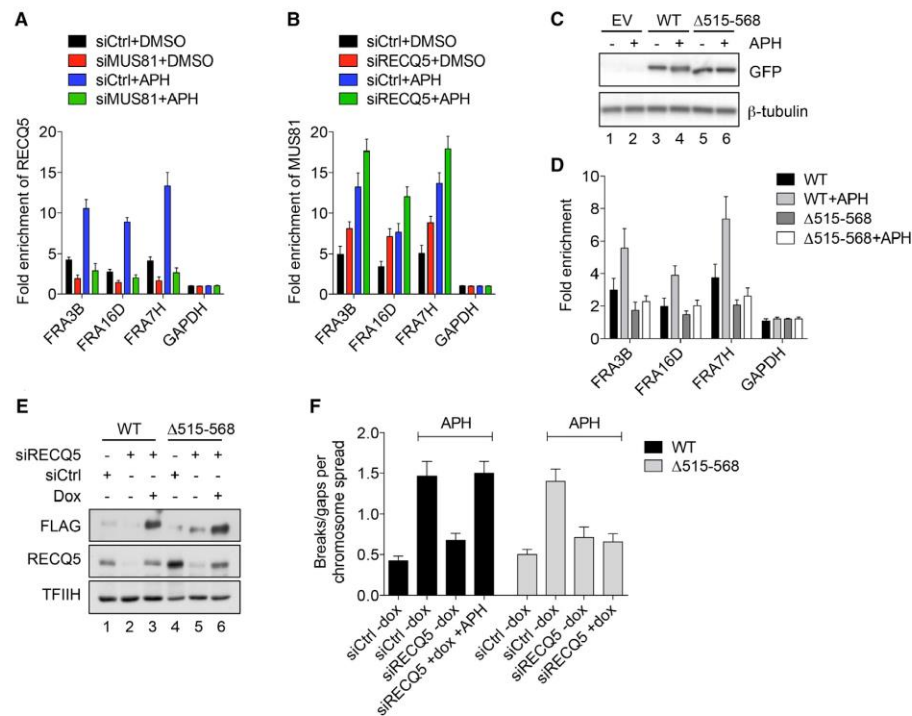 A
siCtrl+DMSO
siMUS81+DMSO
siCtrl+APH
siMUS81+APH
Fold enrichment of RECQ5
20
15
10
5
0
FRA3B
FRA16D
FRA7H
GAPDH
B
siCtrl+DMSO
siRECQ5+DMSO
siCtrl+APH
siRECQ5+APH
Fold enrichment of MUS81
20
15
10
5
0
FRA3B
FRA16D
FRA7H
GAPDH
C
EV WT Δ515-568
- + - + - + APH
GFP
β-tubulin
1 2 3 4 5 6
D
WT
WT+APH
Δ515-568
Δ515-568+APH
Fold enrichment
10
8
6
4
2
0
FRA3B
FRA16D
FRA7H
GAPDH
E
WT Δ515-568
siRECQ5 - + + - + +
siCtrl + - - + - -
Dox - - + - - +
FLAG
RECQ5
TFIIH
1 2 3 4 5 6
F
APH APH
WT
Δ515-568
Breaks/gaps per
chromosome spread
2.0
1.5
1.0
0.5
0.0
siCtrl -dox
siCtrl -dox
siRECQ5 -dox
siRECQ5 +dox +APH
siCtrl -dox
siCtrl -dox
siRECQ5 -dox
siRECQ5 +dox